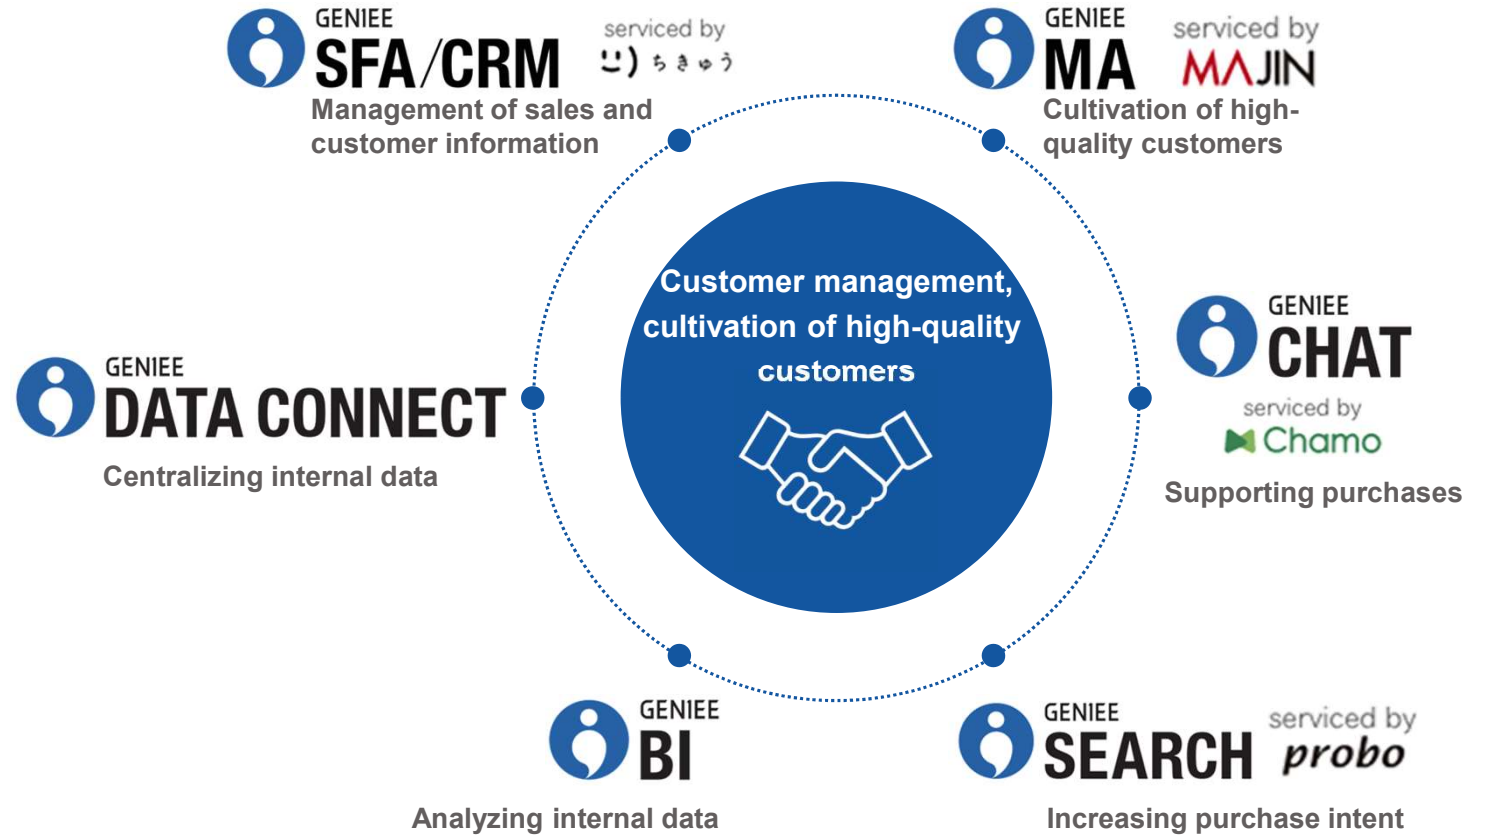 GENIEE
SFA/CRM
serviced by
ちきゅう
Management of sales and
customer information
GENIEE
MA
serviced by
MAJIN
Cultivation of high-
quality customers
Customer management,
cultivation of high-quality
customers
GENIEE
CHAT
serviced by
Chamo
Supporting purchases
GENIEE
DATA CONNECT
Centralizing internal data
GENIEE
BI
Analyzing internal data
GENIEE
SEARCH
serviced by
probo
Increasing purchase intent